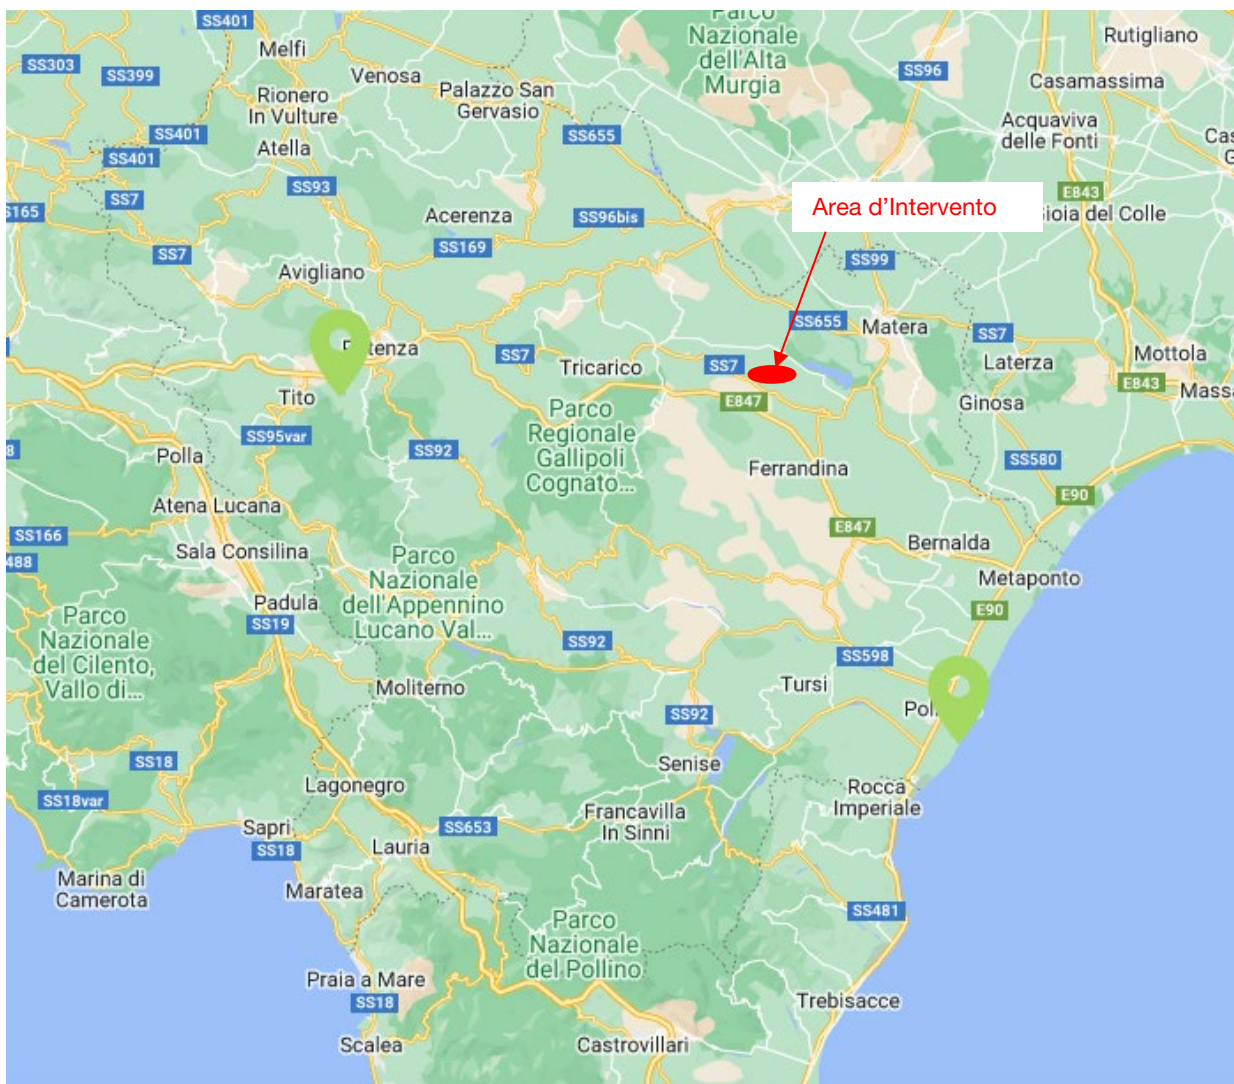 SS401
Melfi
SS303
SS399
Venosa
Palazzo San
Gervasio
Rionero
In Vulture
SS401
SS401
Atella
SS655
Parco
Nazionale
dell'Alta
Murgia
SS96
Rutigliano
Casamassima
Acquaviva
delle Fonti
Cas
G
SS93
SS7
S165
Acerenza
SS96bis
Area d'Intervento
E843
Gioia del Colle
SS7
SS169
SS99
Avigliano
SS655
Matera
SS7
Laterza
Mottola
P tenza
SS7
Tricarico
SS7
E843
Massa
Tito
Parco
Regionale
Gallipoli
Cognato...
E847
Ginosa
SS95var
SS92
Polla
8
Ferrandina
SS580
E90
Atena Lucana
SS166
488
Sala Consilina
E847
Bernalda
Metaponto
Parco
Nazionale
dell'Appennino
Lucano Val...
Padula
SS19
E90
Parco
Nazionale
del Cilento,
Vallo di...
SS92
SS598
Moliterno
Tursi
Pol
SS92
SS18
Senise
Lagonegro
Rocca
Imperiale
SS18var
Francavilla
In Sinni
Sapri
SS18
SS653
Lauria
Marina di
Camerota
Maratea
SS481
Parco
Nazionale
del Pollino
Praia a Mare
SS18
Trebisacce
Scalea
Castrovillari